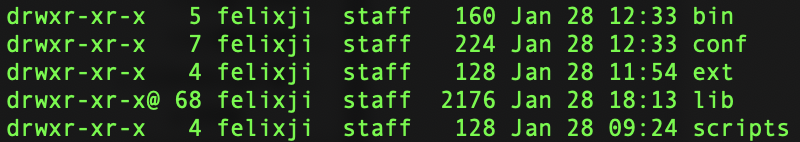 drwxr-xr-x   5 felixji  staff   160 Jan 28 12:33 bin
drwxr-xr-x   7 felixji  staff   224 Jan 28 12:33 conf
drwxr-xr-x   4 felixji  staff   128 Jan 28 11:54 ext
drwxr-xr-x@ 68 felixji  staff  2176 Jan 28 18:13 lib
drwxr-xr-x   4 felixji  staff   128 Jan 28 09:24 scripts